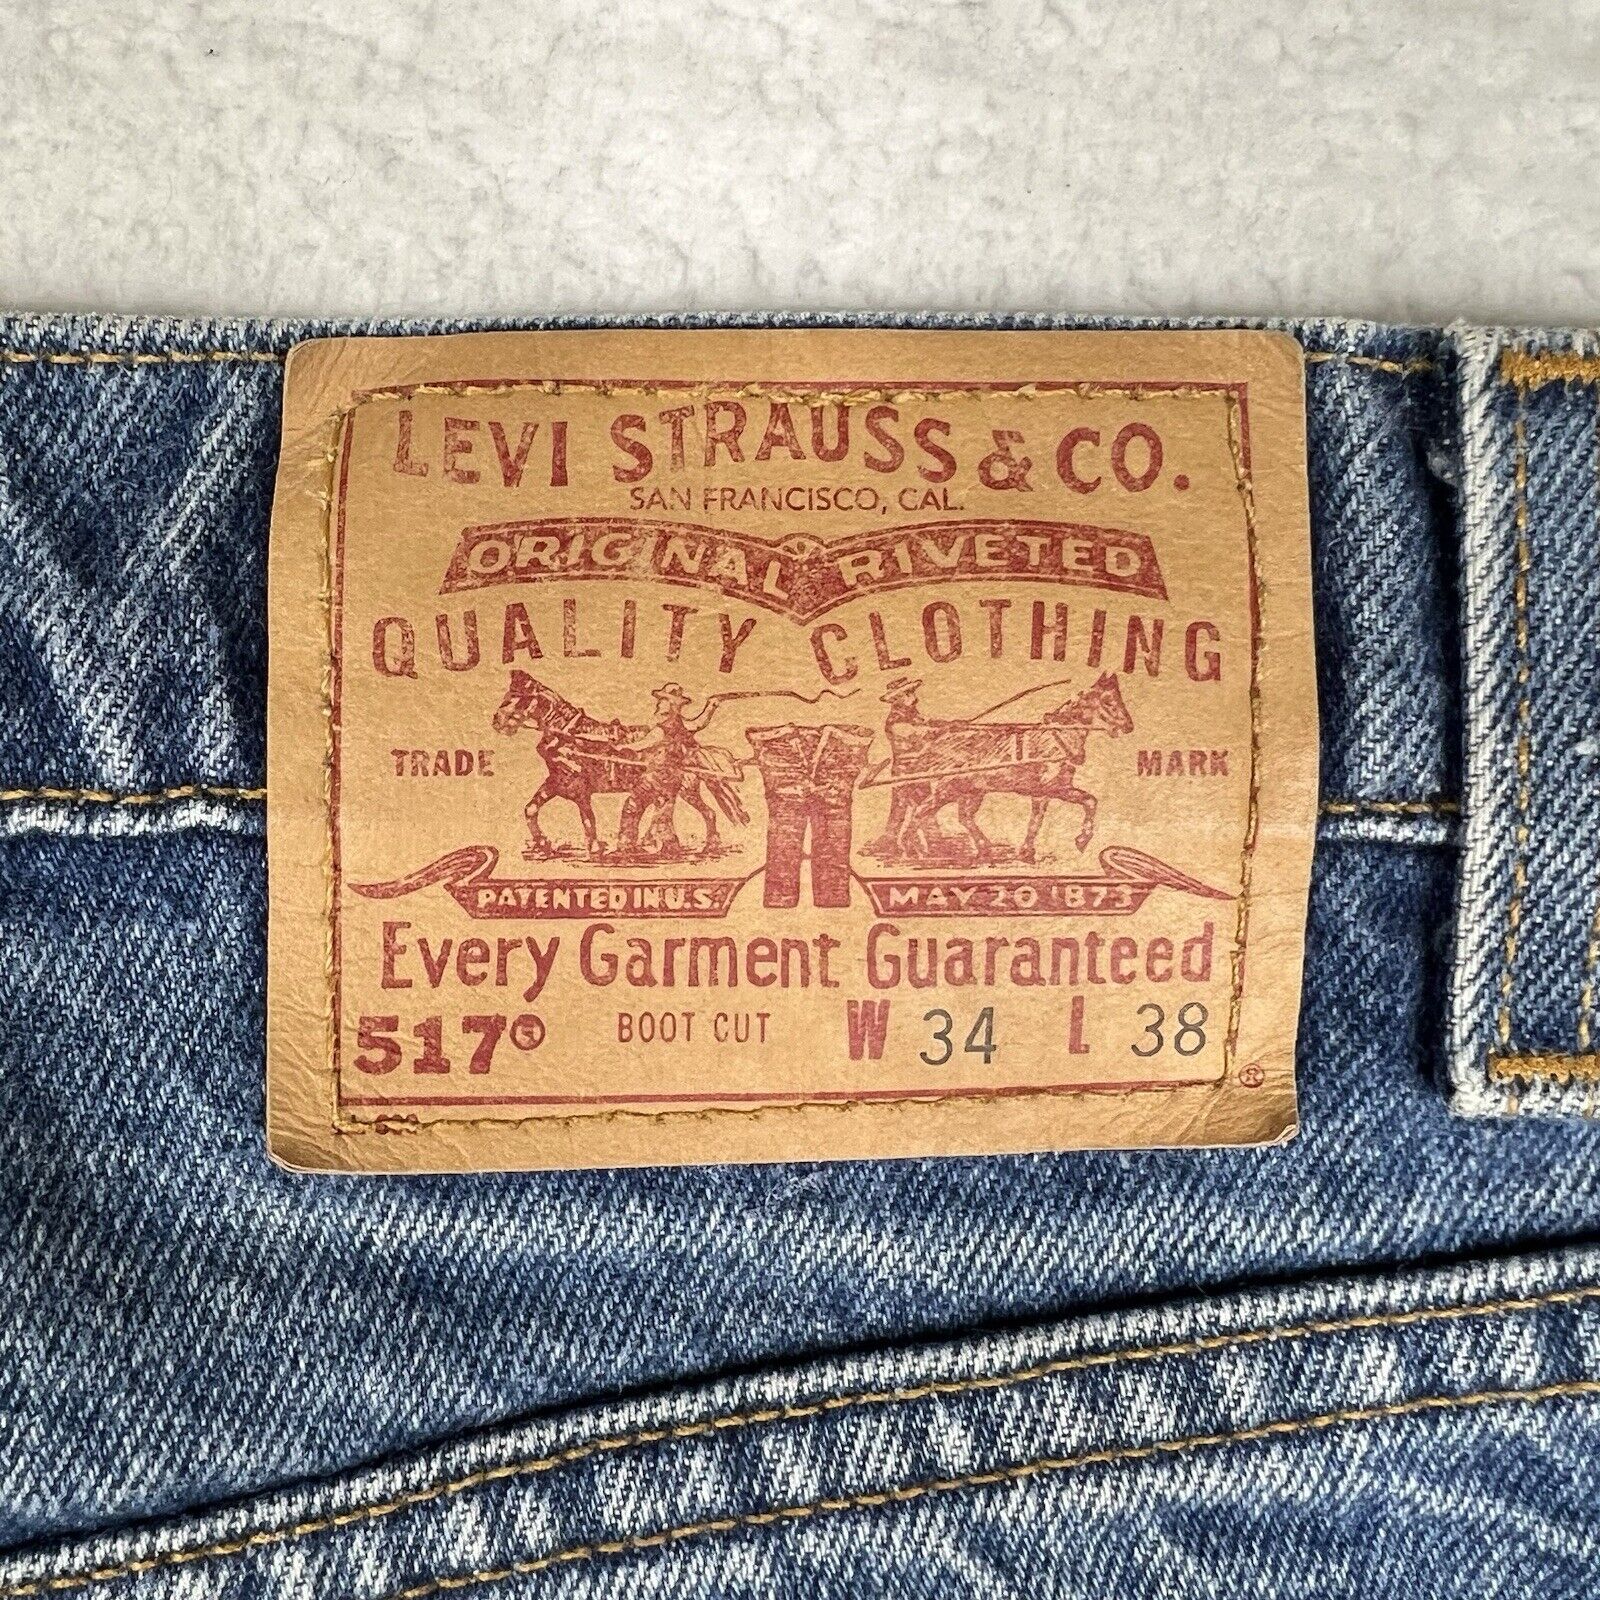 LEVI STRAUSS & CO.
SAN FRANCISCO, CAL.
ORIGINAL RIVETED
QUALITY CLOTHING
TRADE MARK
PATENTED IN U.S. MAY 20 1873
Every Garment Guaranteed
517® BOOT CUT W 34 L 38
®